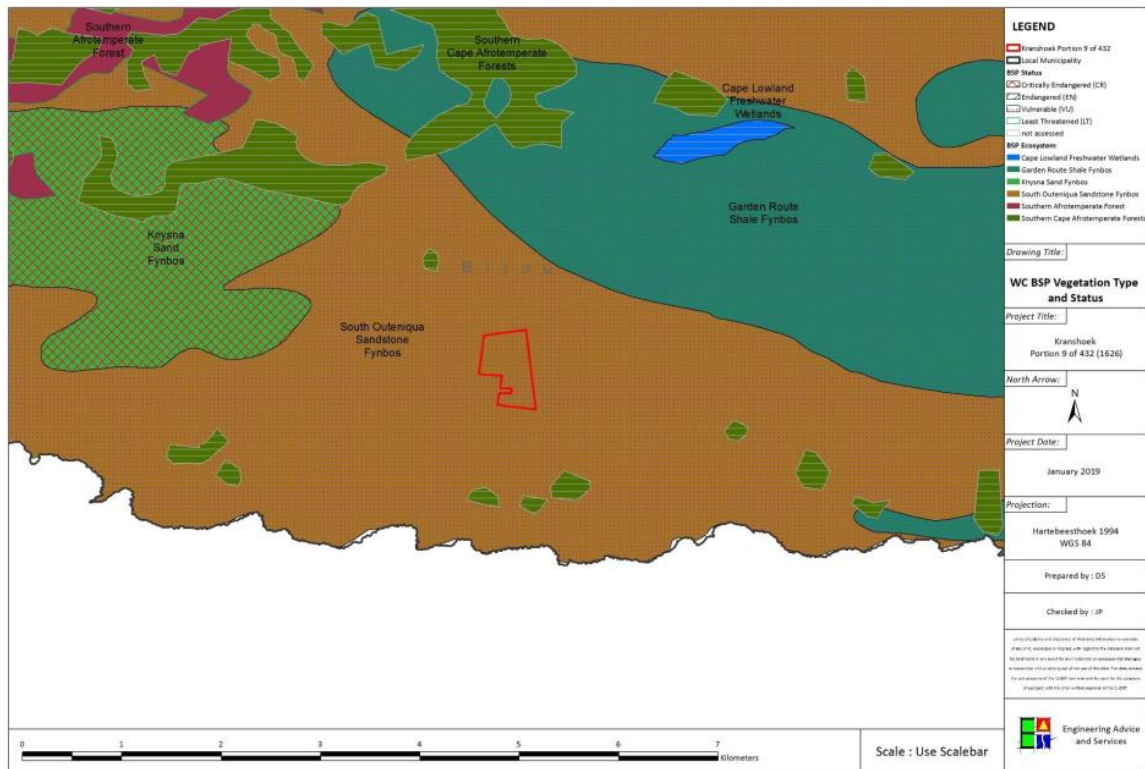 Southern
Afrotemperate
Forest
Southern
Cape Afrotemperate
Forests
Cape Lowland
Freshwater
Wetlands
Garden Route
Shale Fynbos
Knysna
Sand
Fynbos
Bitou
South Outeniqua
Sandstone
Fynbos
0 1 2 3 4 5 6 7
Kilometers
Scale : Use Scalebar
LEGEND
Kranshoek Portion 9 of 432
Local Municipality
BSP Status
Critically Endangered (CR)
Endangered (EN)
Vulnerable (VU)
Least Threatened (LT)
not assessed
BSP Ecosystem
Cape Lowland Freshwater Wetlands
Garden Route Shale Fynbos
Knysna Sand Fynbos
South Outeniqua Sandstone Fynbos
Southern Afrotemperate Forest
Southern Cape Afrotemperate Forests
Drawing Title:
WC BSP Vegetation Type
and Status
Project Title:
Kranshoek
Portion 9 of 432 (1626)
North Arrow:
N
Project Date:
January 2019
Projection:
Hartebeesthoek 1994
WGS 84
Prepared by : DS
Checked by : JP
Engineering Advice
and Services